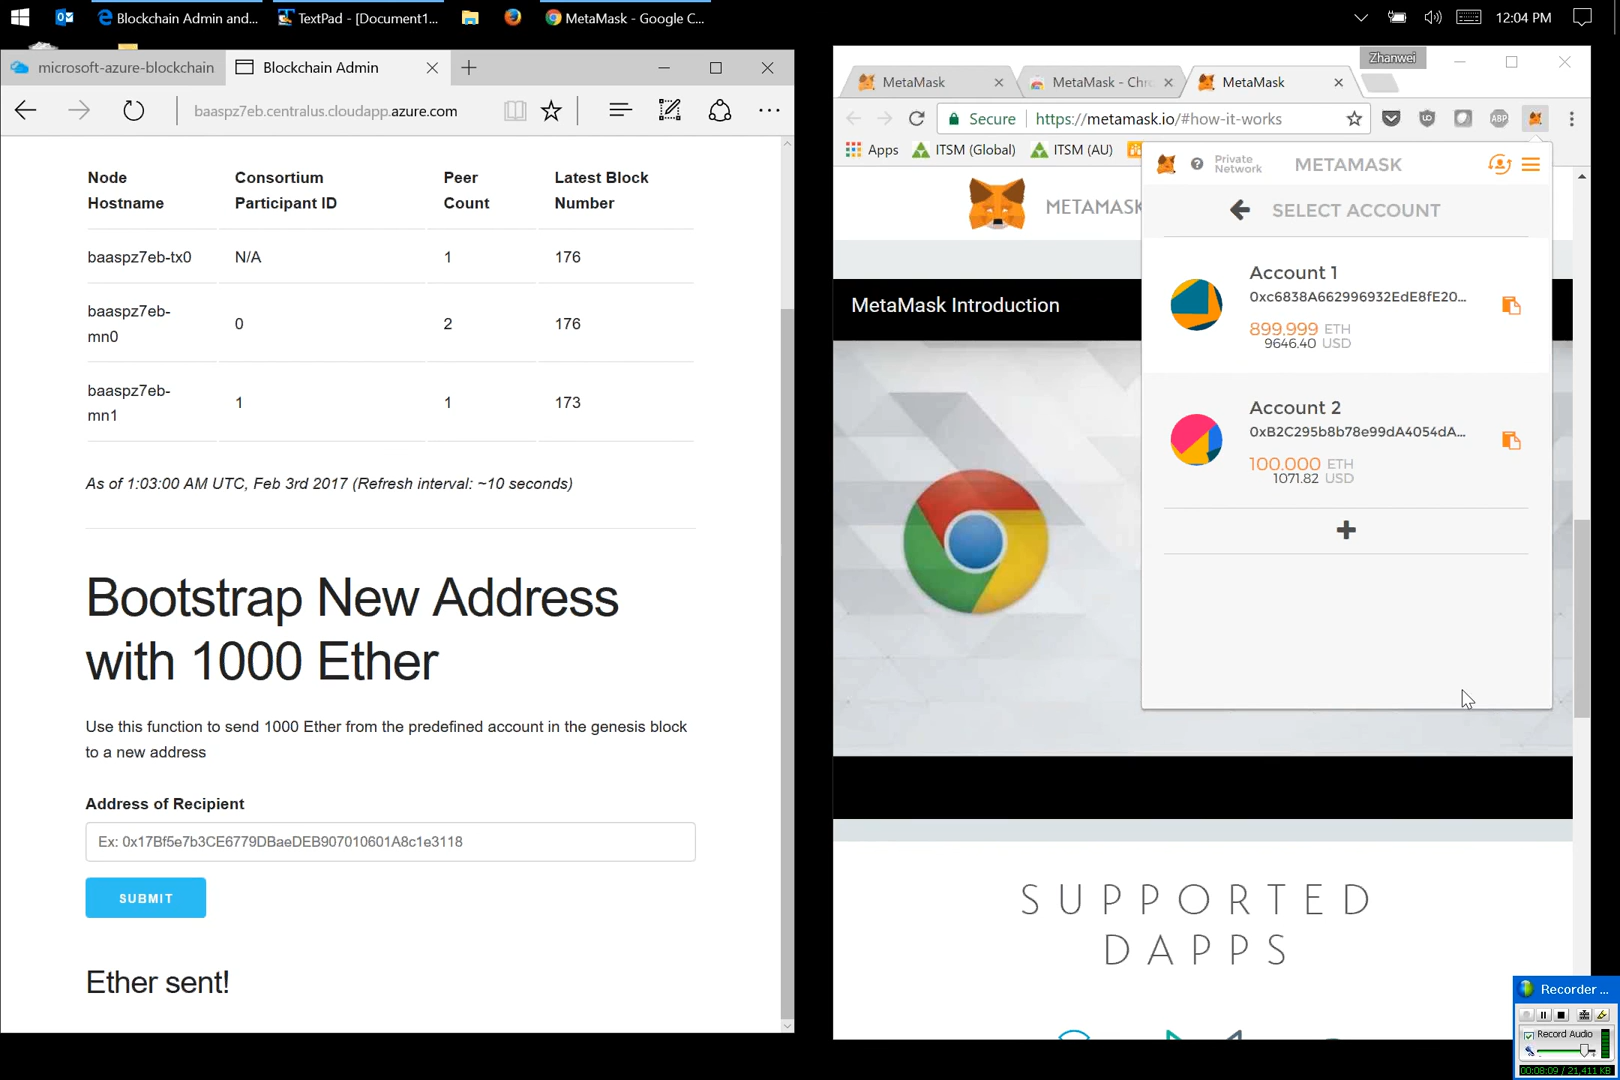 Blockchain Admin and...
TextPad - [Document1...
MetaMask - Google C...
12:04 PM
microsoft-azure-blockchain
Blockchain Admin
baaspz7eb.centralus.cloudapp.azure.com
Node Hostname
Consortium Participant ID
Peer Count
Latest Block Number
baaspz7eb-tx0 N/A 1 176
baaspz7eb-mn0 0 2 176
baaspz7eb-mn1 1 1 173
As of 1:03:00 AM UTC, Feb 3rd 2017 (Refresh interval: ~10 seconds)
Bootstrap New Address
with 1000 Ether
Use this function to send 1000 Ether from the predefined account in the genesis block
to a new address
Address of Recipient
Ex: 0x17Bf5e7b3CE6779DBaeDEB907010601A8c1e3118
SUBMIT
Ether sent!
Zhanwei
MetaMask
MetaMask - Chr
MetaMask
Secure https://metamask.io/#how-it-works
ABP
Apps
ITSM (Global)
ITSM (AU)
METAMASK
MetaMask Introduction
Private
Network
METAMASK
SELECT ACCOUNT
Account 1
0xc6838A662996932EdE8fE20...
899.999 ETH
9646.40 USD
Account 2
0xB2C295b8b78e99dA4054dA...
100.000 ETH
1071.82 USD
SUPPORTED
DAPPS
Recorder ...
Record Audio
00:08:09 / 21,411 KB